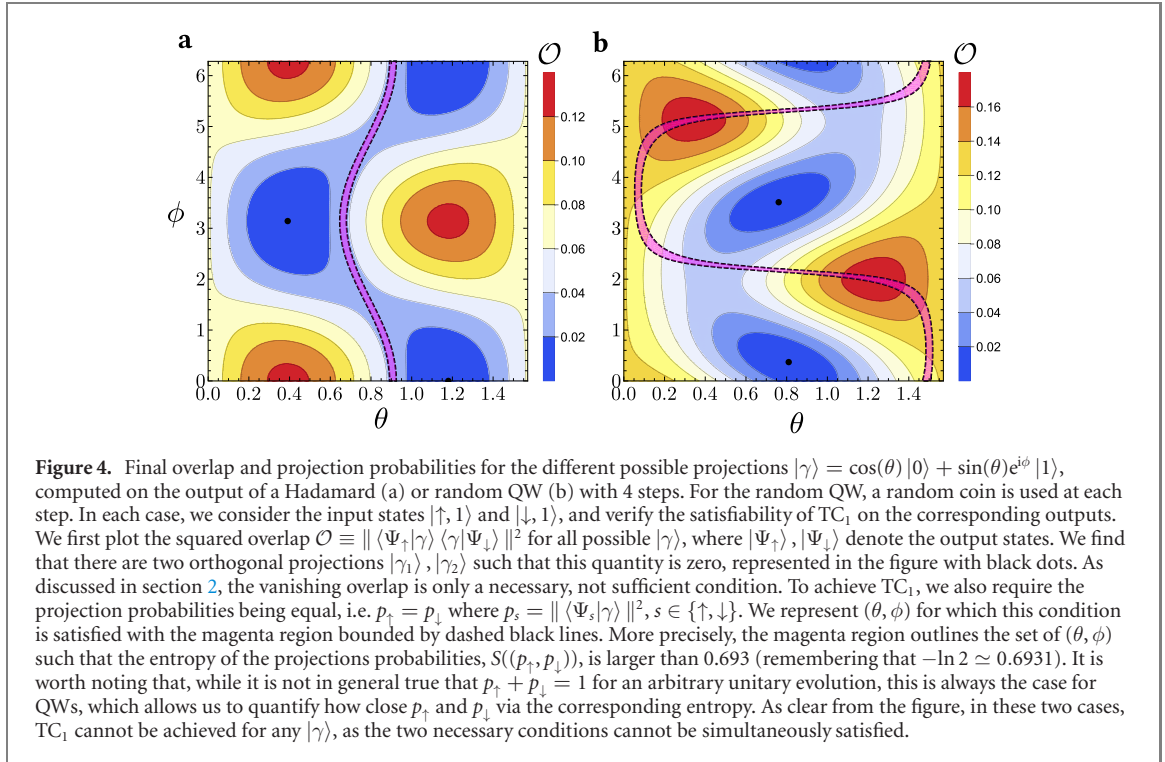 a
b
𝒪
𝒪
6
5
4
3
2
1
0
ϕ
0.0 0.2 0.4 0.6 0.8 1.0 1.2 1.4
θ
0.12
0.10
0.08
0.06
0.04
0.02
6
5
4
3
2
1
0
0.0 0.2 0.4 0.6 0.8 1.0 1.2 1.4
θ
0.16
0.14
0.12
0.10
0.08
0.06
0.04
0.02
Figure 4. Final overlap and projection probabilities for the different possible projections |γ⟩ = cos(θ) |0⟩ + sin(θ)e^{iϕ} |1⟩,
computed on the output of a Hadamard (a) or random QW (b) with 4 steps. For the random QW, a random coin is used at each
step. In each case, we consider the input states |↑, 1⟩ and |↓, 1⟩, and verify the satisfiability of TC₁ on the corresponding outputs.
We first plot the squared overlap 𝒪 ≡ ‖ ⟨Ψ↑|γ⟩ ⟨γ|Ψ↓⟩ ‖² for all possible |γ⟩, where |Ψ↑⟩ , |Ψ↓⟩ denote the output states. We find
that there are two orthogonal projections |γ₁⟩ , |γ₂⟩ such that this quantity is zero, represented in the figure with black dots. As
discussed in section 2, the vanishing overlap is only a necessary, not sufficient condition. To achieve TC₁, we also require the
projection probabilities being equal, i.e. p↑ = p↓ where pₛ = ‖ ⟨Ψₛ|γ⟩ ‖², s ∈ {↑, ↓}. We represent (θ, ϕ) for which this condition
is satisfied with the magenta region bounded by dashed black lines. More precisely, the magenta region outlines the set of (θ, ϕ)
such that the entropy of the projections probabilities, S((p↑, p↓)), is larger than 0.693 (remembering that −ln 2 ≃ 0.6931). It is
worth noting that, while it is not in general true that p↑ + p↓ = 1 for an arbitrary unitary evolution, this is always the case for
QWs, which allows us to quantify how close p↑ and p↓ via the corresponding entropy. As clear from the figure, in these two cases,
TC₁ cannot be achieved for any |γ⟩, as the two necessary conditions cannot be simultaneously satisfied.